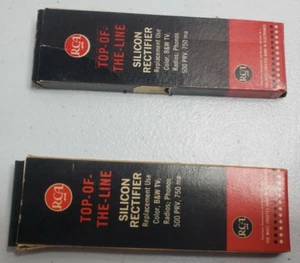 RCA
TOP-OF-
THE-LINE
SILICON
RECTIFIER
Replacement Use
Color, B&W TV;
Radios; Phonos
500 PRV, 750 ma
RCA
RCA
TOP-OF-
THE-LINE
SILICON
RECTIFIER
Replacement Use
Color, B&W TV;
Radios; Phonos
500 PRV, 750 ma
RCA